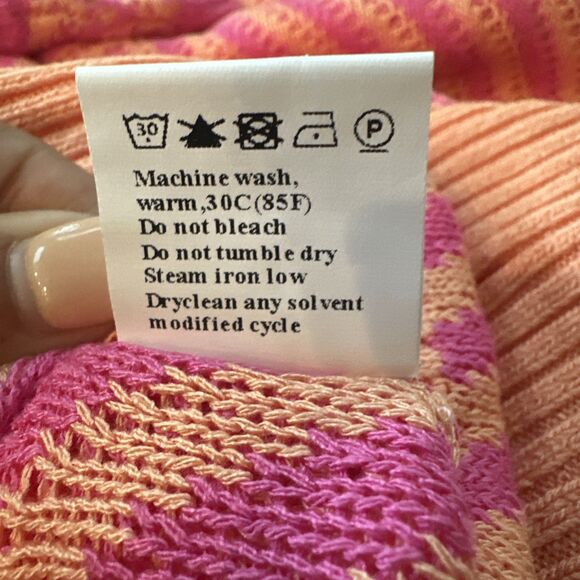 30 P
Machine wash,
warm,30C(85F)
Do not bleach
Do not tumble dry
Steam iron low
Dryclean any solvent
modified cycle